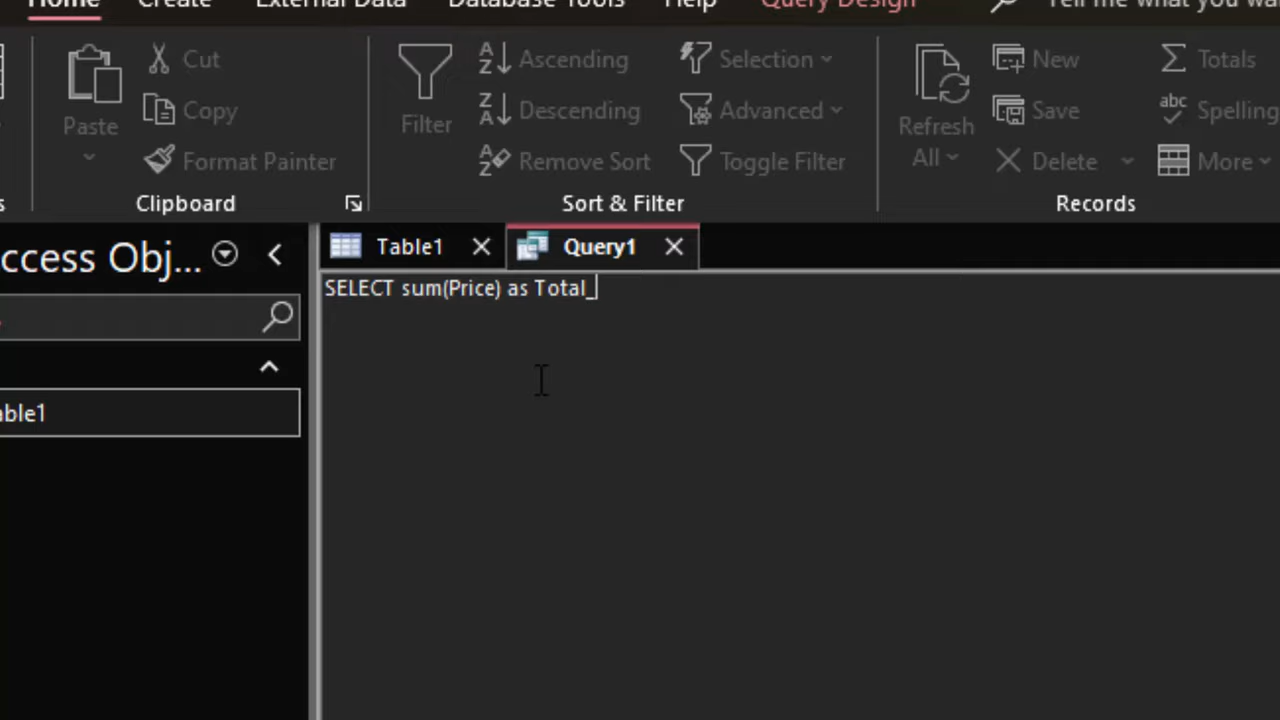 Home Create External Data Database Tools Help Query Design Tell me what you wa
Cut Ascending Selection New Totals
Paste Copy Filter Descending Advanced Refresh All Save Spelling
Format Painter Remove Sort Toggle Filter Delete More
s Clipboard Sort & Filter Records
ccess Obj...
Table1 Query1
SELECT sum(Price) as Total_
able1